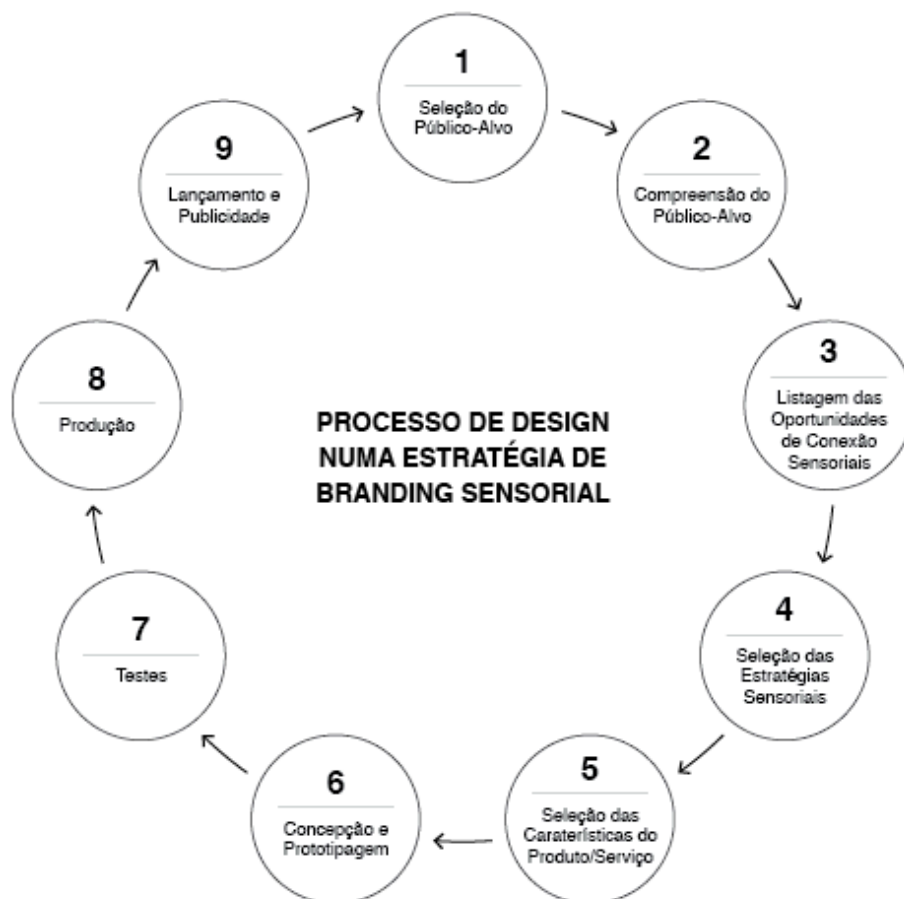 1
Seleção do
Público-Alvo
2
Compreensão do
Público-Alvo
3
Listagem das
Oportunidades
de Conexão
Sensoriais
4
Seleção das
Estratégias
Sensoriais
5
Seleção das
Caraterísticas do
Produto/Serviço
6
Concepção e
Prototipagem
7
Testes
8
Produção
9
Lançamento e
Publicidade
PROCESSO DE DESIGN
NUMA ESTRATÉGIA DE
BRANDING SENSORIAL